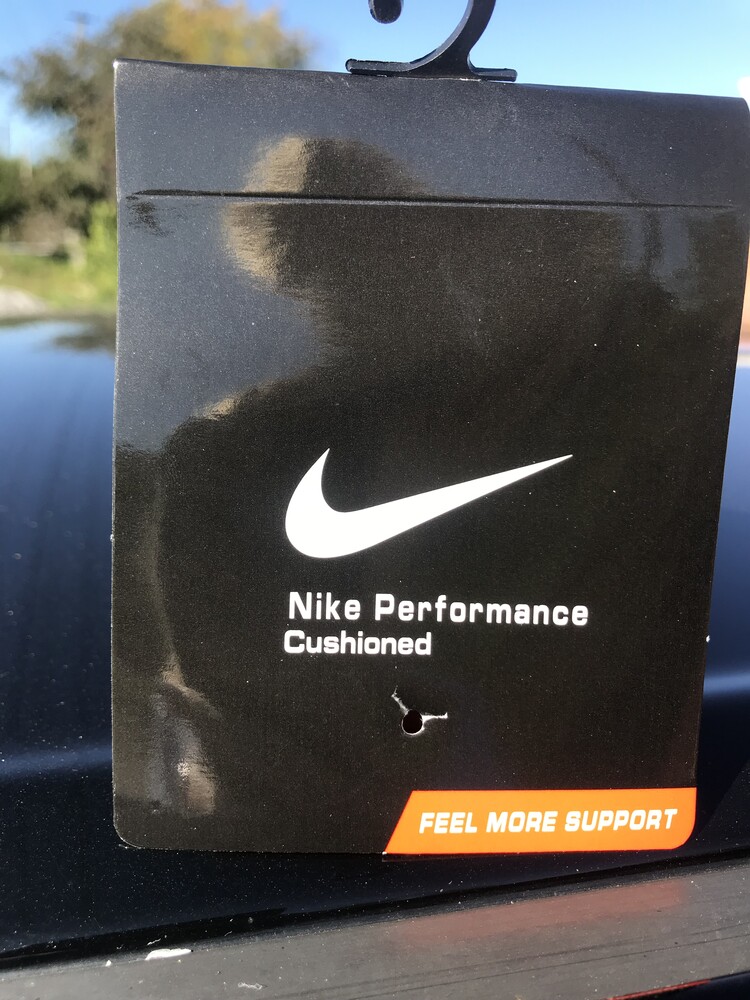 Nike Performance
Cushioned
FEEL MORE SUPPORT